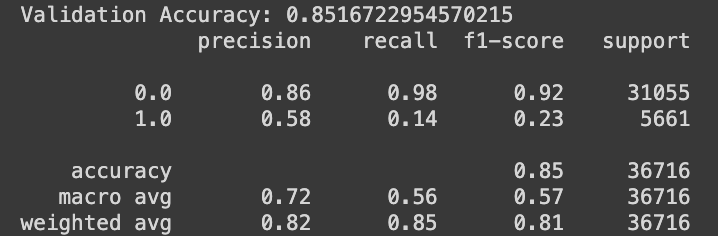 Validation Accuracy: 0.8516722954570215
precision recall f1-score support
0.0 0.86 0.98 0.92 31055
1.0 0.58 0.14 0.23 5661
accuracy 0.85 36716
macro avg 0.72 0.56 0.57 36716
weighted avg 0.82 0.85 0.81 36716